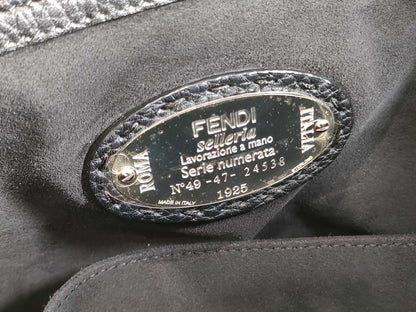 FENDI
Selleria
Lavorazione a mano
Serie numerata
N°49-47-24538
1925
ROMA
ITALIA
MADE IN ITALY